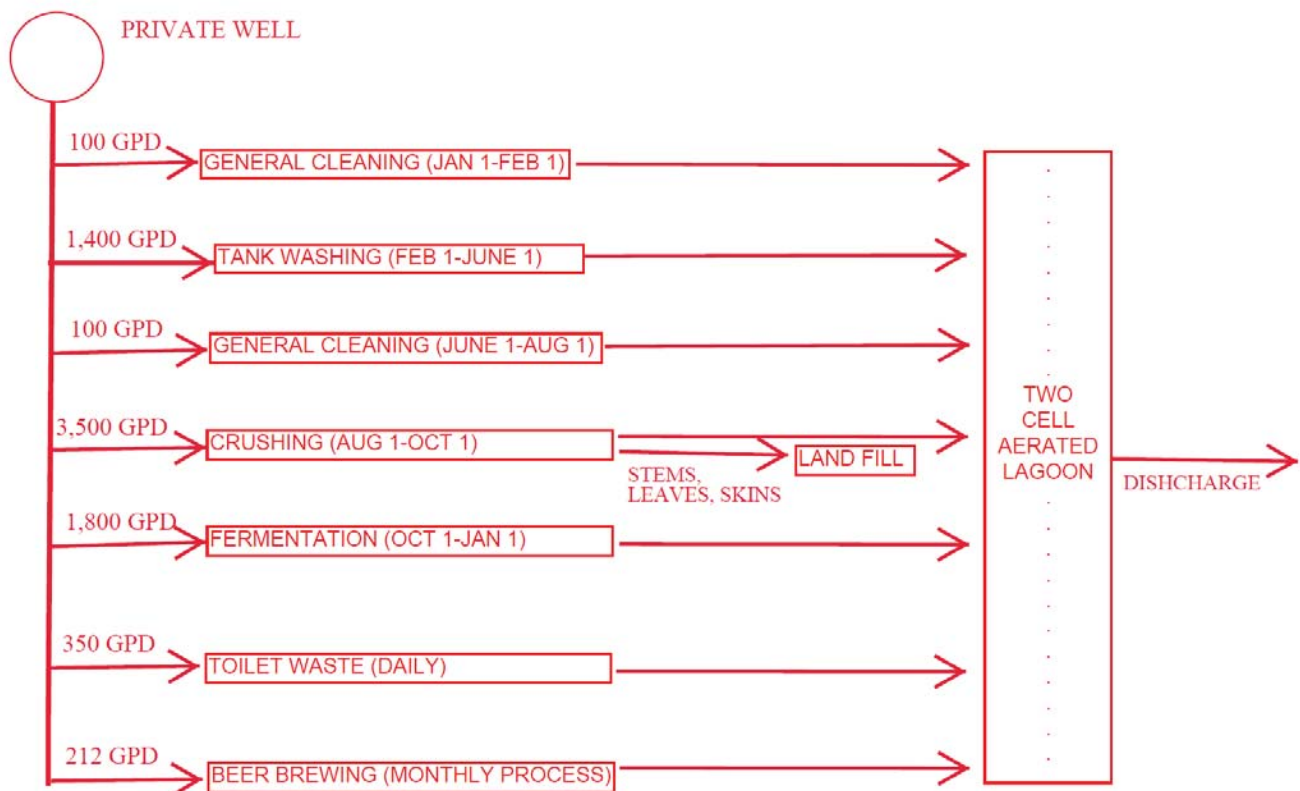 PRIVATE WELL
100 GPD
GENERAL CLEANING (JAN 1-FEB 1)
1,400 GPD
TANK WASHING (FEB 1-JUNE 1)
100 GPD
GENERAL CLEANING (JUNE 1-AUG 1)
3,500 GPD
CRUSHING (AUG 1-OCT 1)
STEMS,
LEAVES, SKINS
LAND FILL
1,800 GPD
FERMENTATION (OCT 1-JAN 1)
350 GPD
TOILET WASTE (DAILY)
212 GPD
BEER BREWING (MONTHLY PROCESS)
TWO
CELL
AERATED
LAGOON
DISHCHARGE